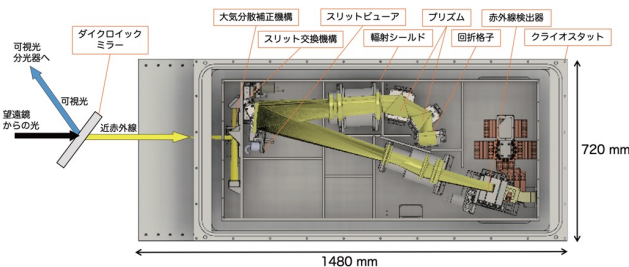 大気分散補正機構
スリットビューア
プリズム
赤外線検出器
ダイクロイック
ミラー
スリット交換機構
輻射シールド
回折格子
クライオスタット
可視光
分光器へ
可視光
望遠鏡
からの光
近赤外線
720 mm
1480 mm